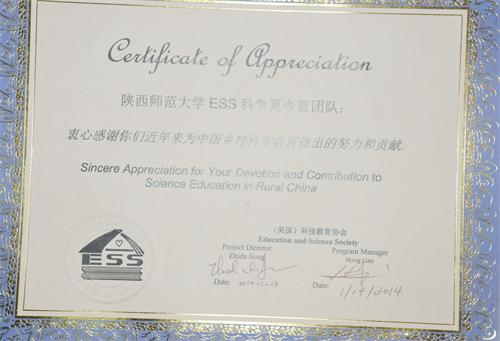 Certificate of Appreciation
陕西师范大学ESS科学夏令营团队:
衷心感谢你们近年来为中国乡村科学教育做出的努力和贡献.
Sincere Appreciation for Your Devotion and Contribution to
Science Education in Rural China
(美国)科技教育协会
Education and Science Society
Project Director
Zhida Song
Date: 2014-1-18
Program Manager
Hong Liao
Date: 1/19/2014
ESS